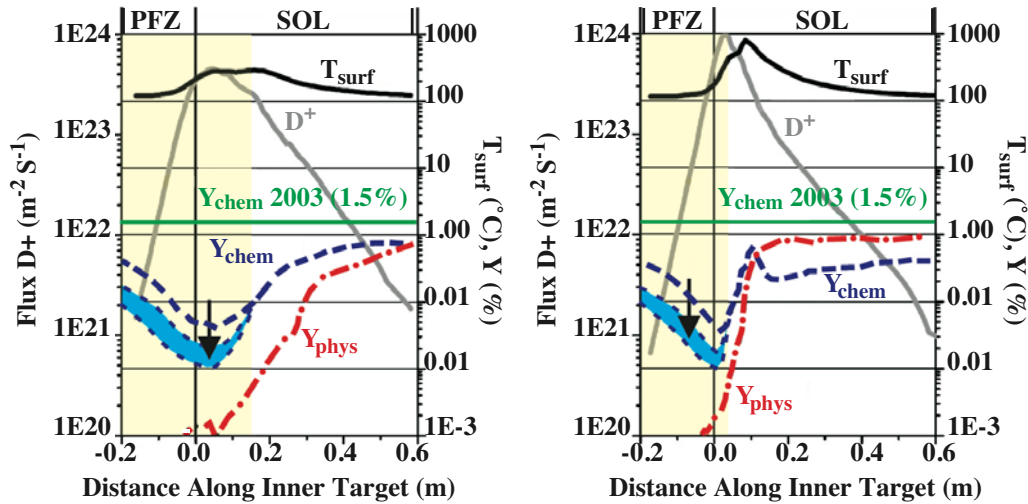 PFZ SOL
1E24
1E23
1E22
1E21
1E20
Flux D+ (m⁻² S⁻¹)
1000
100
10
1.00
0.01
0.01
1E-3
T_surf (°C), Y (%)
T_surf
D⁺
Y_chem 2003 (1.5%)
Y_chem
Y_phys
-0.2 0.0 0.2 0.4 0.6
Distance Along Inner Target (m)
PFZ SOL
1E24
1E23
1E22
1E21
1E20
Flux D+ (m⁻² S⁻¹)
1000
100
10
1.00
0.01
0.01
1E-3
T_surf (°C), Y (%)
T_surf
D⁺
Y_chem 2003 (1.5%)
Y_chem
Y_phys
-0.2 0.0 0.2 0.4 0.6
Distance Along Inner Target (m)